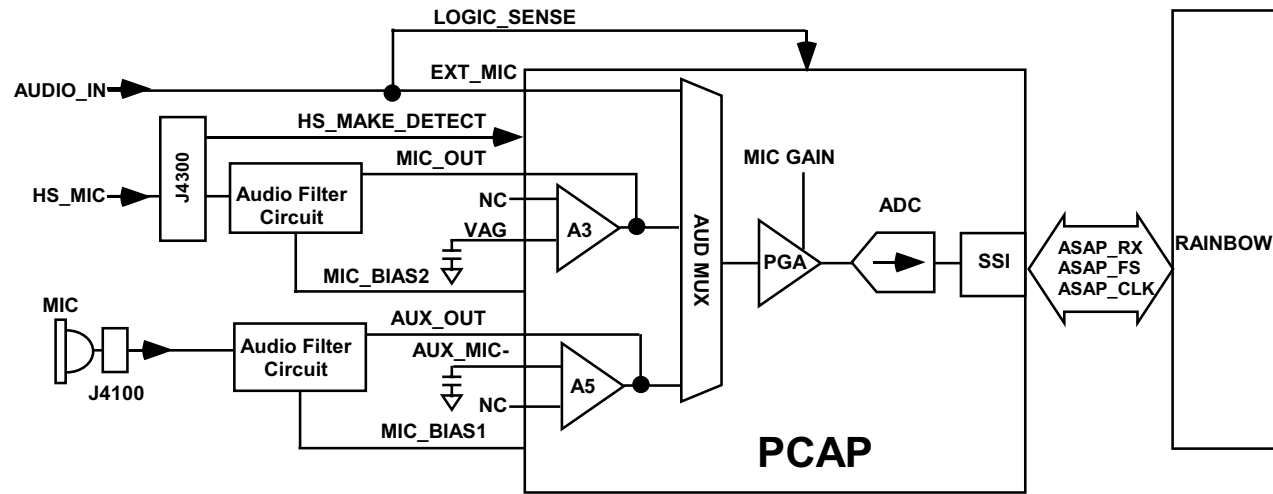 LOGIC_SENSE
AUDIO_IN
EXT_MIC
HS_MAKE_DETECT
J4300
MIC_OUT
HS_MIC
Audio Filter
Circuit
NC
A3
VAG
MIC_BIAS2
AUD MUX
MIC GAIN
PGA
ADC
SSI
ASAP_RX
ASAP_FS
ASAP_CLK
RAINBOW
MIC
J4100
Audio Filter
Circuit
AUX_OUT
AUX_MIC-
A5
NC
MIC_BIAS1
PCAP